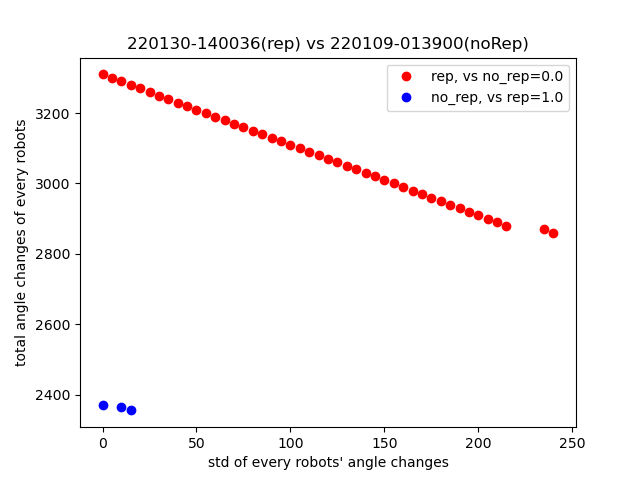 220130-140036(rep) vs 220109-013900(noRep)
rep, vs no_rep=0.0
no_rep, vs rep=1.0
total angle changes of every robots
3200
3000
2800
2600
2400
0 50 100 150 200 250
std of every robots' angle changes